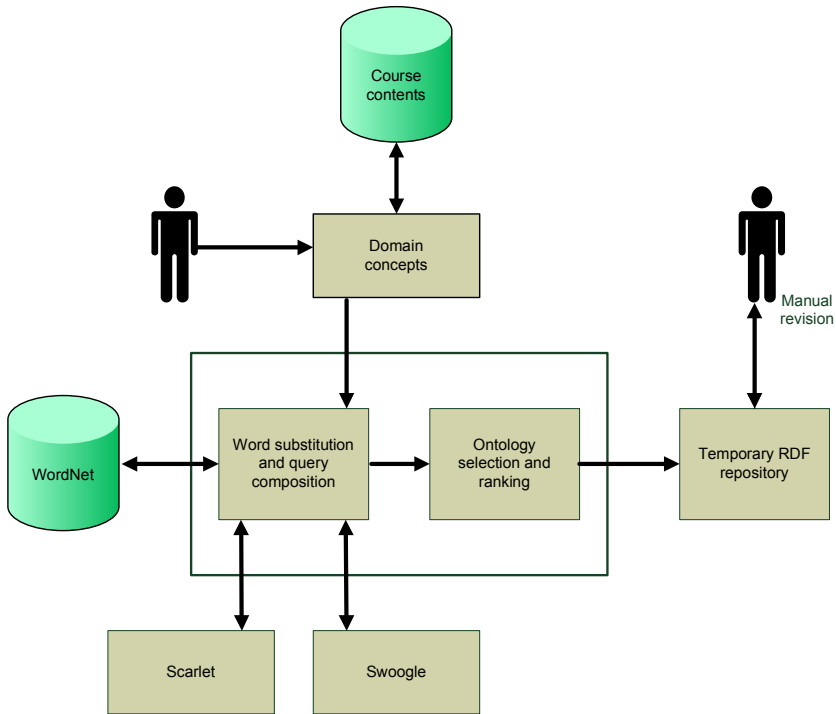 Course
contents
Domain
concepts
Manual
revision
WordNet
Word substitution
and query
composition
Ontology
selection and
ranking
Temporary RDF
repository
Scarlet
Swoogle